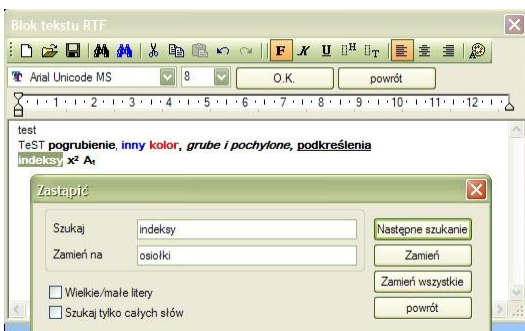 Blok tekstu RTF
F K U H T
Arial Unicode MS 8 O.K. powrót
1 2 3 4 5 6 7 8 9 10 11 12
test
TeST pogrubienie, inny kolor, grube i pochylone, podkreślenia
indeksy x² A₁
Zastąpić
Szukaj indeksy Następne szukanie
Zamień na osiołki Zamień
Zamień wszystkie
Wielkie/małe litery
Szukaj tylko całych słów powrót